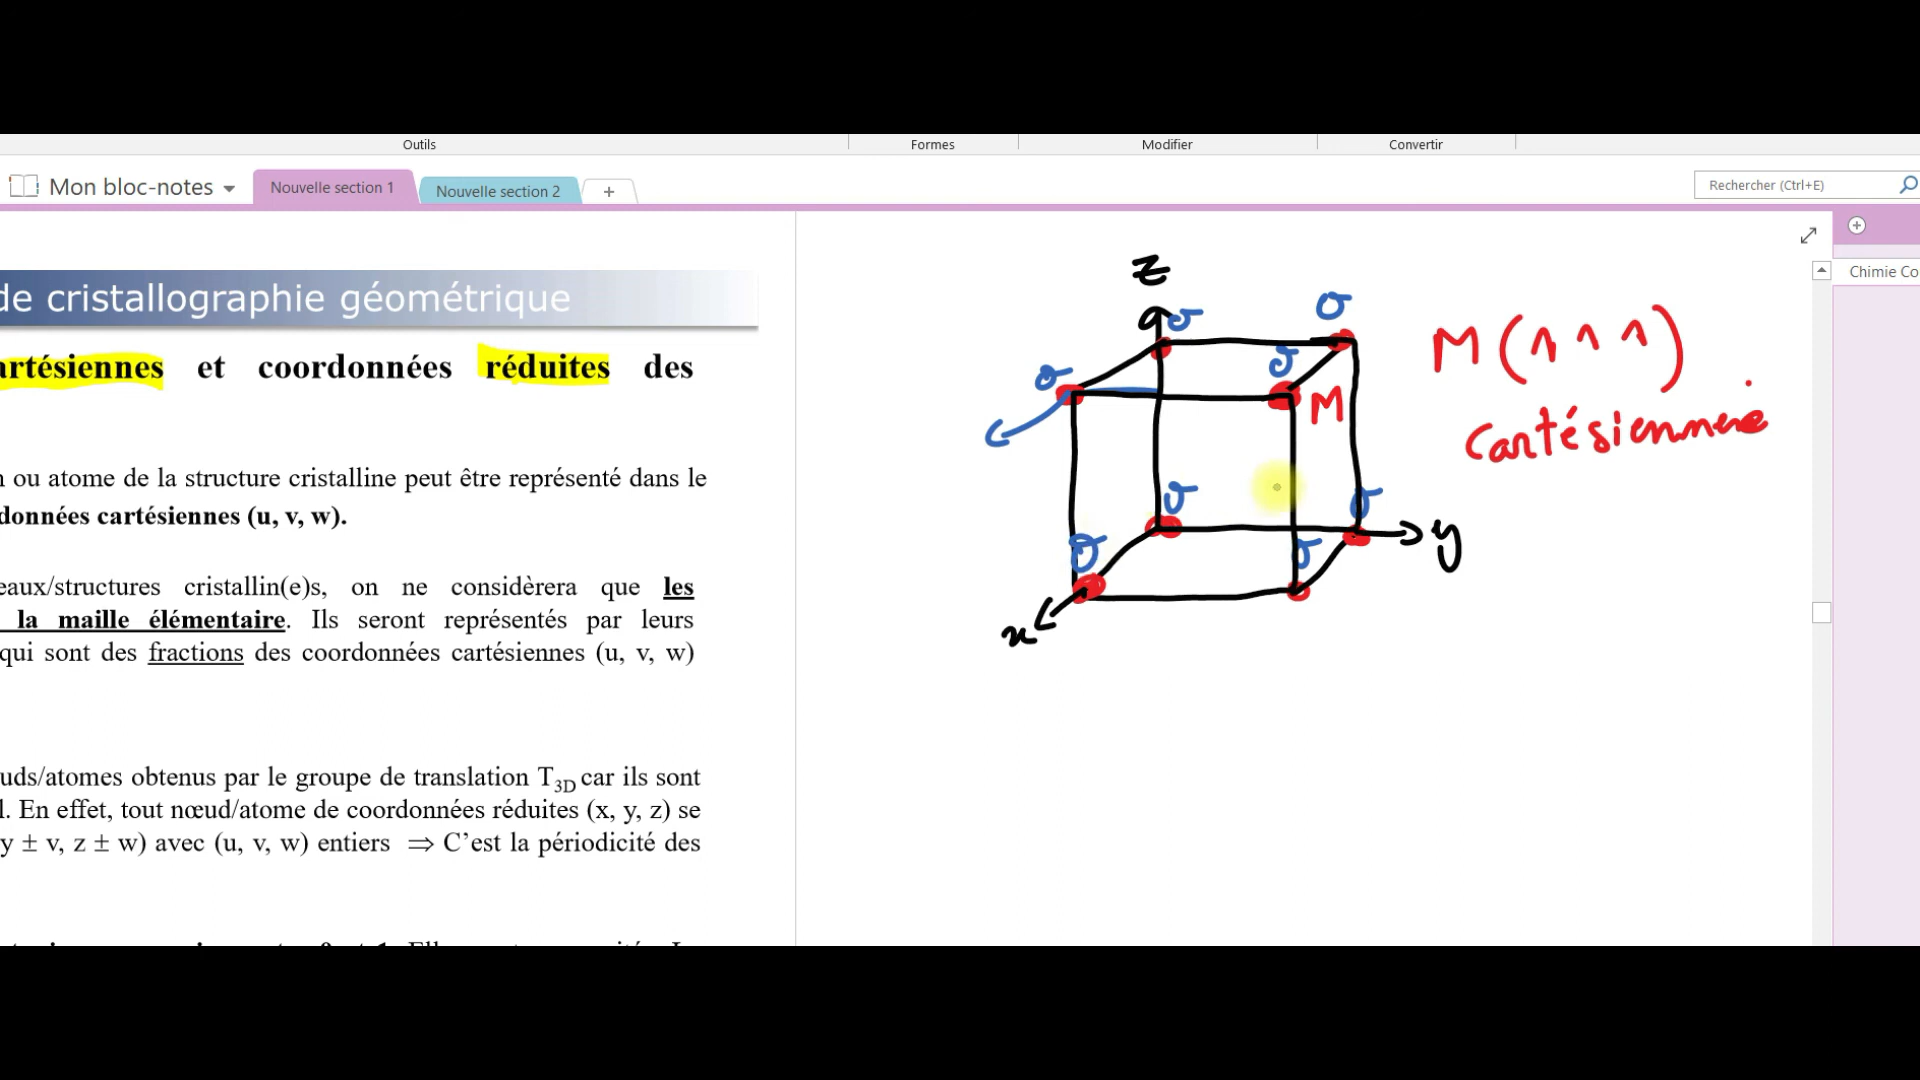 Outils Formes Modifier Convertir
Mon bloc-notes Nouvelle section 1 Nouvelle section 2 + Rechercher (Ctrl+E)
Chimie Co
de cristallographie géométrique
artésiennes et coordonnées réduites des
n ou atome de la structure cristalline peut être représenté dans le
données cartésiennes (u, v, w).
eaux/structures cristallin(e)s, on ne considèrera que les
la maille élémentaire. Ils seront représentés par leurs
qui sont des fractions des coordonnées cartésiennes (u, v, w)
uds/atomes obtenus par le groupe de translation T3D car ils sont
l. En effet, tout nœud/atome de coordonnées réduites (x, y, z) se
y ± v, z ± w) avec (u, v, w) entiers ⇒ C’est la périodicité des
z
M
y
x
M (1 1 1)
cartésienne